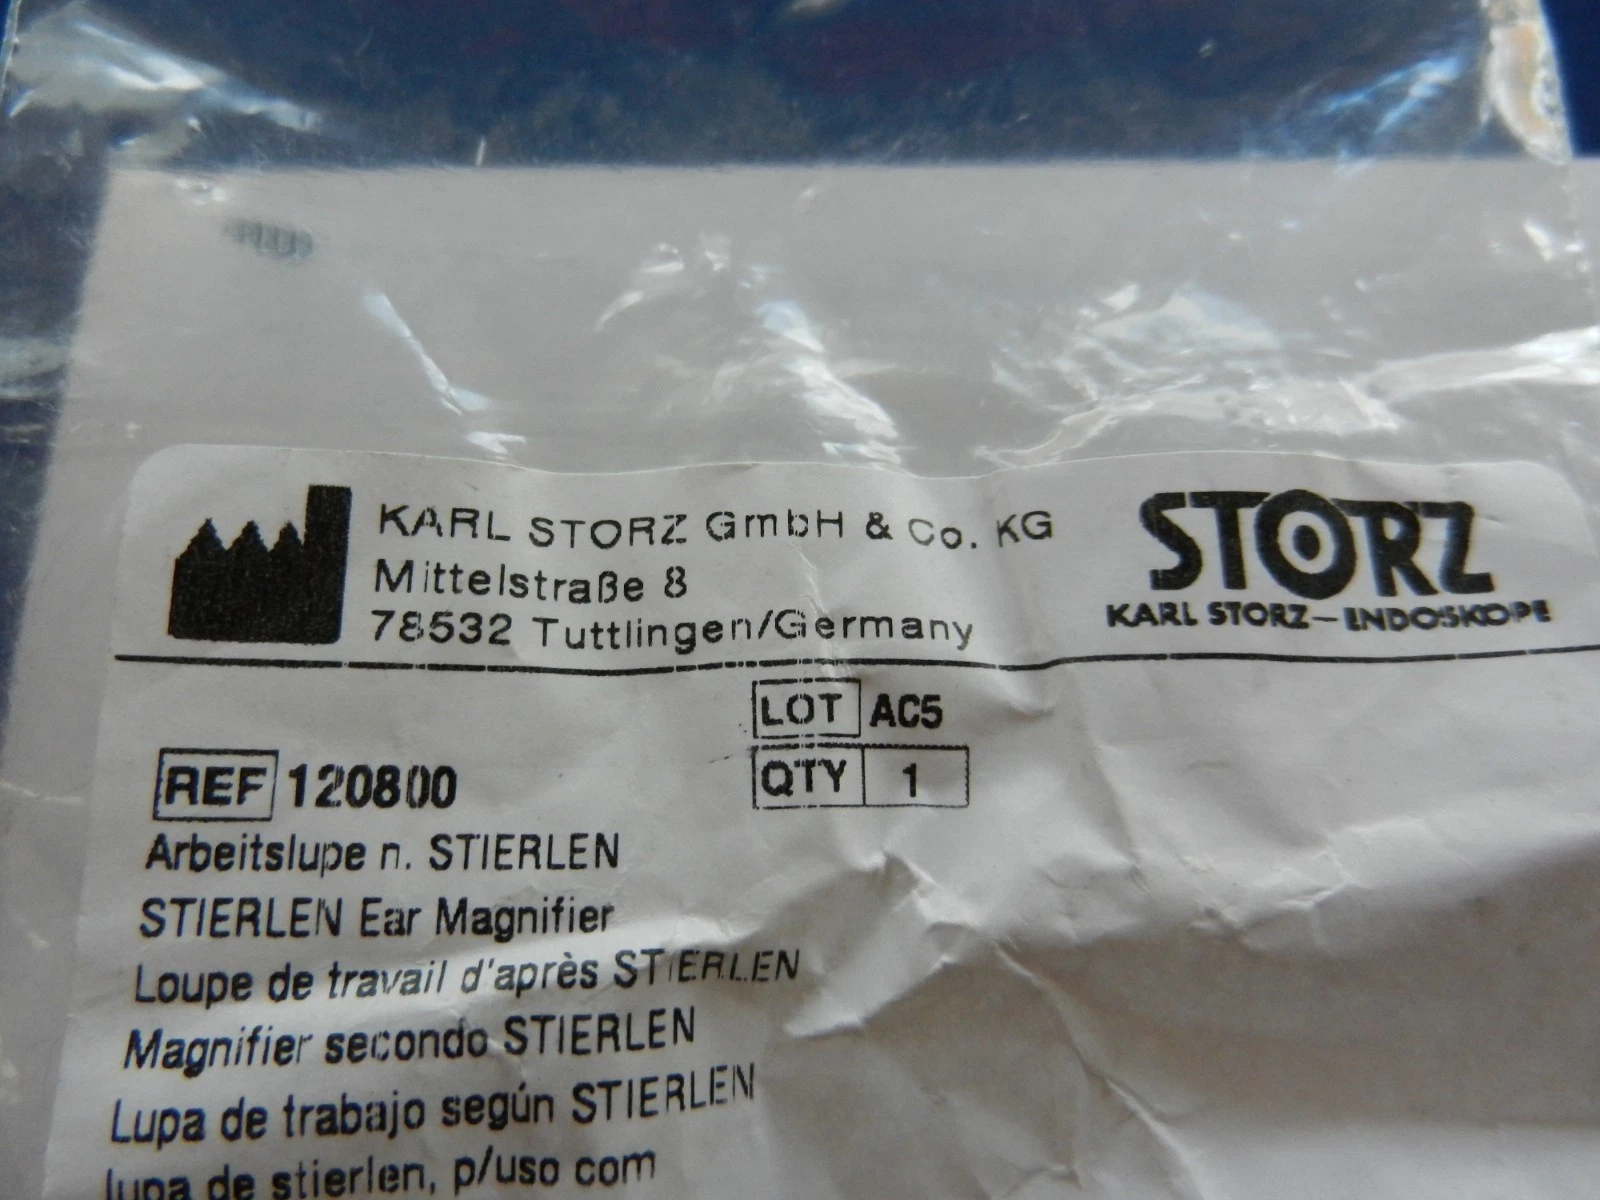 KARL STORZ GmbH & Co. KG
Mittelstraße 8
78532 Tuttlingen/Germany
STORZ
KARL STORZ—ENDOSKOPE
LOT AC5
REF 120800
QTY 1
Arbeitslupe n. STIERLEN
STIERLEN Ear Magnifier
Loupe de travail d'après STIERLEN
Magnifier secondo STIERLEN
Lupa de trabajo según STIERLEN
lupa de stierlen, p/uso com